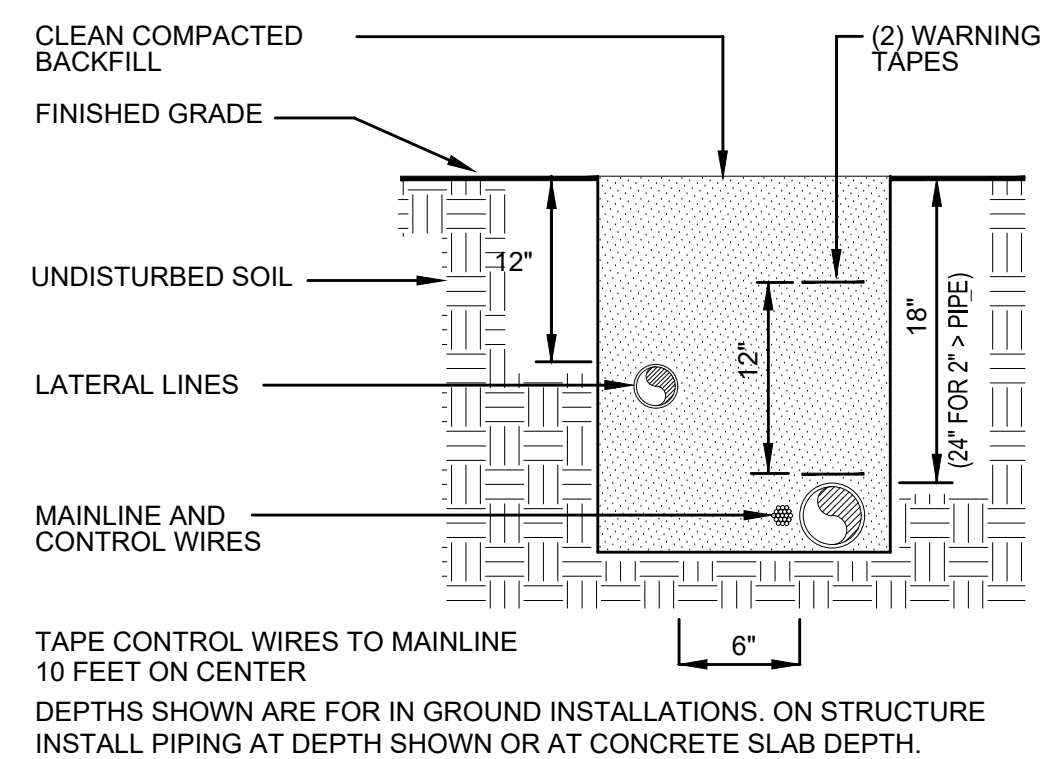 CLEAN COMPACTED
BACKFILL
(2) WARNING
TAPES
FINISHED GRADE
12"
UNDISTURBED SOIL
18"
(24" FOR 2" > PIPE)
12"
LATERAL LINES
MAINLINE AND
CONTROL WIRES
6"
TAPE CONTROL WIRES TO MAINLINE
10 FEET ON CENTER
DEPTHS SHOWN ARE FOR IN GROUND INSTALLATIONS. ON STRUCTURE
INSTALL PIPING AT DEPTH SHOWN OR AT CONCRETE SLAB DEPTH.